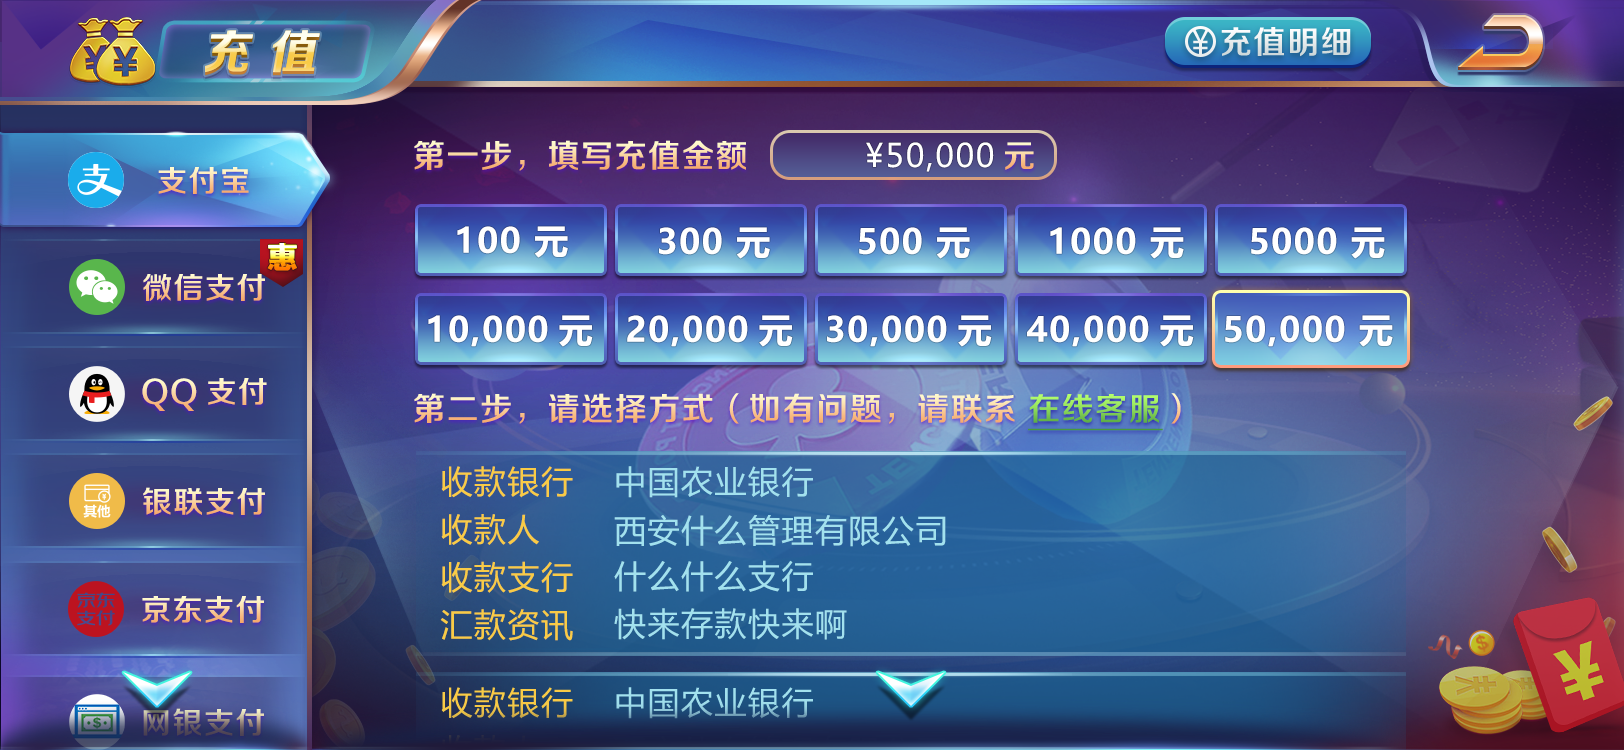 充值
充值明细
第一步，填写充值金额 ¥50,000 元
支付宝
100 元 300 元 500 元 1000 元 5000 元
惠
微信支付
10,000 元 20,000 元 30,000 元 40,000 元 50,000 元
QQ 支付
第二步，请选择方式（如有问题，请联系 在线客服）
收款银行 中国农业银行
其他
银联支付
收款人 西安什么管理有限公司
收款支行 什么什么支行
京东支付
京东支付
汇款资讯 快来存款快来啊
收款银行 中国农业银行
网银支付